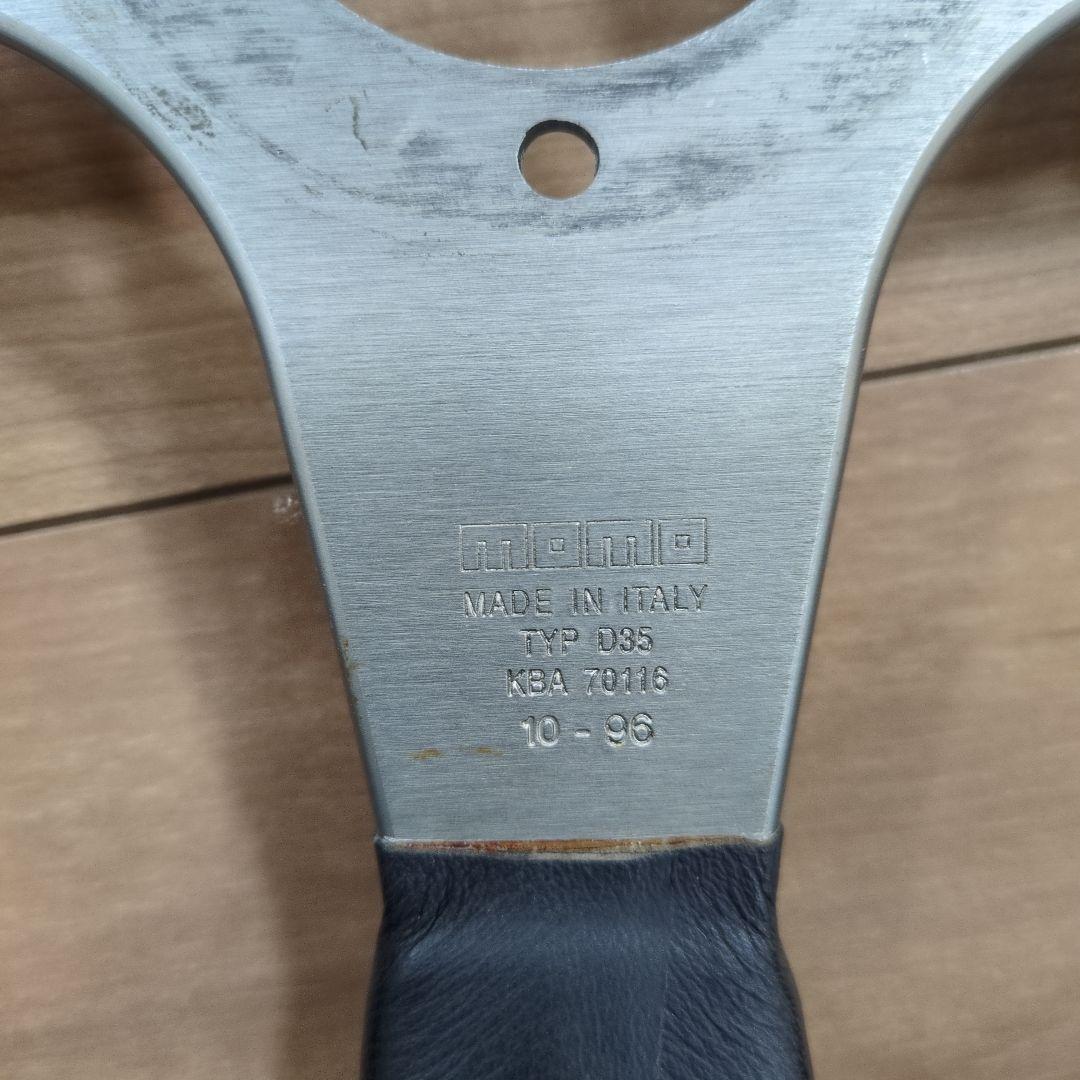 momo
MADE IN ITALY
TYP D35
KBA 70116
10 - 96